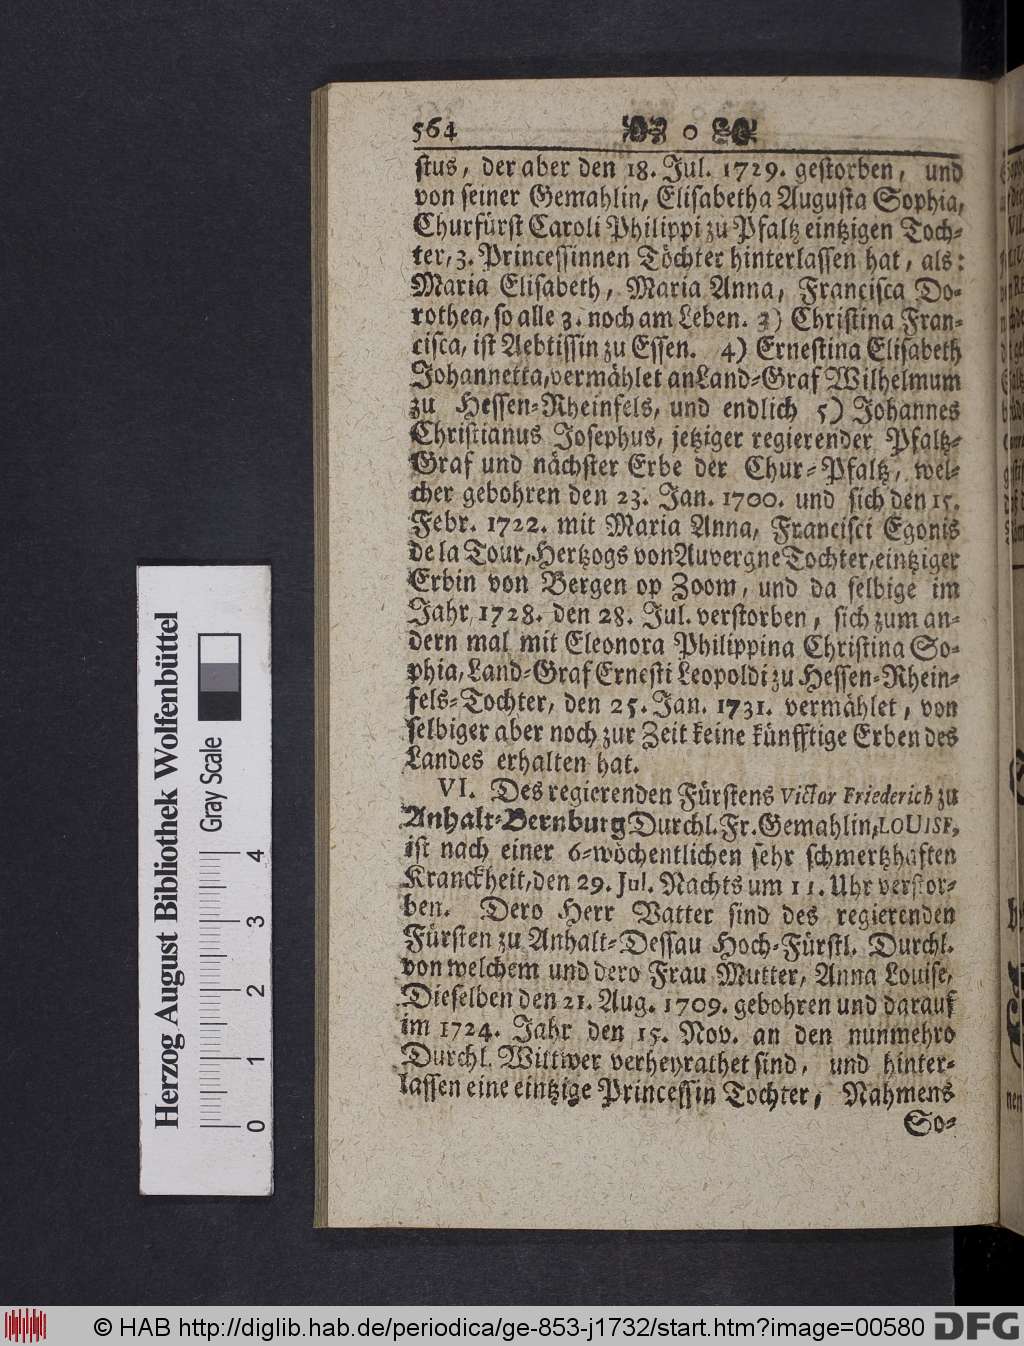 564 o
stus, der aber den 18. Jul. 1729. gestorben, und
von seiner Gemahlin, Elisabetha Augusta Sophia,
Churfürst Caroli Philippi zu Pfaltz eintzigen Toch-
ter, 3. Princessinnen Töchter hinterlassen hat, als:
Maria Elisabeth, Maria Anna, Francisca Do-
rothea, so alle 3. noch am Leben. 3) Christina Fran-
cisca, ist Aebtissin zu Essen. 4) Ernestina Elisabeth
Johannetta, vermählet an Land-Graf Wilhelmum
zu Hessen-Rheinfels, und endlich 5) Johannes
Christianus Josephus, jetziger regierender Pfaltz-
Graf und nächster Erbe der Chur-Pfaltz, wel-
cher gebohren den 23. Jan. 1700. und sich den 15.
Febr. 1722. mit Maria Anna, Francisci Egonis
de la Tour, Hertzogs von Auvergne Tochter, eintziger
Erbin von Bergen op Zoom, und da selbige im
Jahr 1728. den 28. Jul. verstorben, sich zum an-
dern mal mit Eleonora Philippina Christina So-
phia, Land-Graf Ernesti Leopoldi zu Hessen-Rhein-
fels-Tochter, den 25. Jan. 1731. vermählet, von
selbiger aber noch zur Zeit keine künfftige Erben des
Landes erhalten hat.
VI. Des regierenden Fürstens Victor Friederich zu
Anhalt-Bernburg Durchl. Fr. Gemahlin, LOUISE,
ist nach einer 6-wöchentlichen sehr schmertzhaften
Kranckheit, den 29. Jul. Nachts um 11. Uhr verstor-
ben. Dero Herr Vatter sind des regierenden
Fürsten zu Anhalt-Dessau Hoch-Fürstl. Durchl.
von welchem und dero Frau Mutter, Anna Louise,
Dieselben den 21. Aug. 1709. gebohren und darauf
im 1724. Jahr den 15. Nov. an den nunmehro
Durchl. Wittwer verheyrathet sind, und hinter-
lassen eine eintzige Princessin Tochter, Nahmens
So-
Herzog August Bibliothek Wolfenbüttel
Gray Scale
0 1 2 3 4
© HAB http://diglib.hab.de/periodica/ge-853-j1732/start.htm?image=00580 DFG